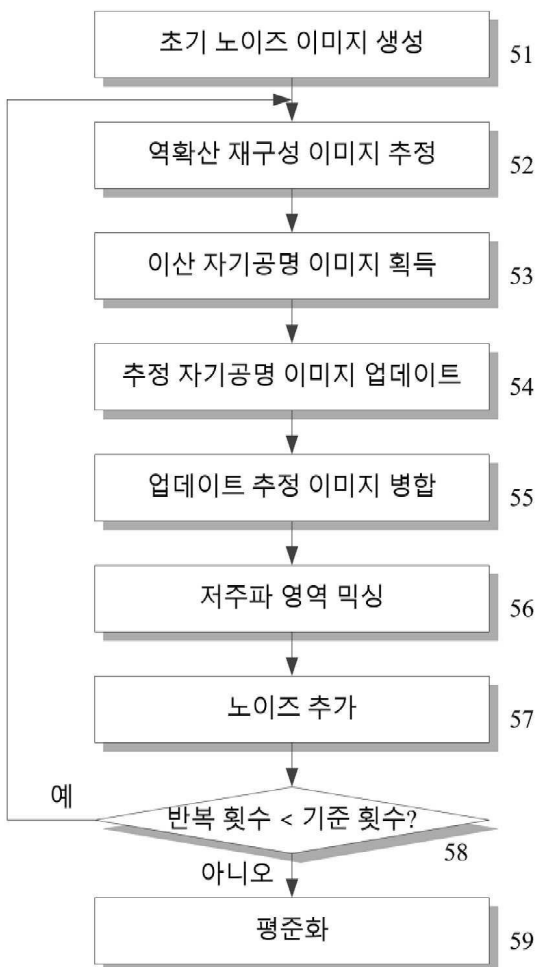 초기 노이즈 이미지 생성
51
역확산 재구성 이미지 추정
52
이산 자기공명 이미지 획득
53
추정 자기공명 이미지 업데이트
54
업데이트 추정 이미지 병합
55
저주파 영역 믹싱
56
노이즈 추가
57
예
반복 횟수 < 기준 횟수?
58
아니오
평준화
59